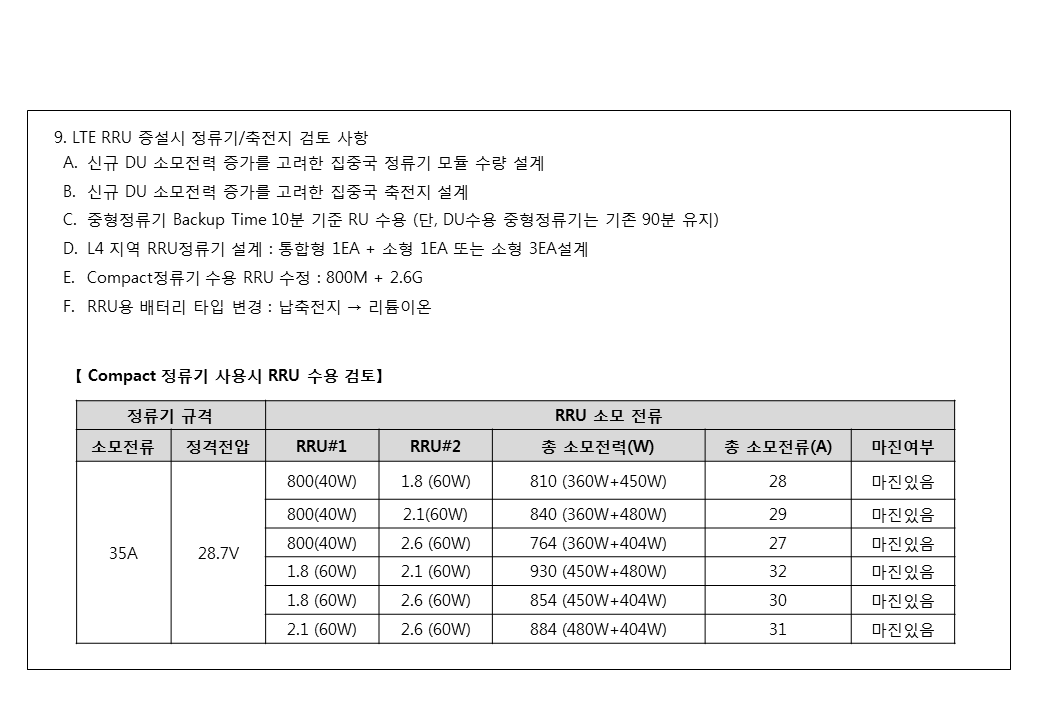 9. LTE RRU 증설시 정류기/축전지 검토 사항
A. 신규 DU 소모전력 증가를 고려한 집중국 정류기 모듈 수량 설계
B. 신규 DU 소모전력 증가를 고려한 집중국 축전지 설계
C. 중형정류기 Backup Time 10분 기준 RU 수용 (단, DU수용 중형정류기는 기존 90분 유지)
D. L4 지역 RRU정류기 설계 : 통합형 1EA + 소형 1EA 또는 소형 3EA설계
E. Compact정류기 수용 RRU 수정 : 800M + 2.6G
F. RRU용 배터리 타입 변경 : 납축전지 → 리튬이온
【 Compact 정류기 사용시 RRU 수용 검토】
정류기 규격 RRU 소모 전류
소모전류 정격전압 RRU#1 RRU#2 총 소모전력(W) 총 소모전류(A) 마진여부
35A 28.7V
800(40W) 1.8 (60W) 810 (360W+450W) 28 마진있음
800(40W) 2.1(60W) 840 (360W+480W) 29 마진있음
800(40W) 2.6 (60W) 764 (360W+404W) 27 마진있음
1.8 (60W) 2.1 (60W) 930 (450W+480W) 32 마진있음
1.8 (60W) 2.6 (60W) 854 (450W+404W) 30 마진있음
2.1 (60W) 2.6 (60W) 884 (480W+404W) 31 마진있음